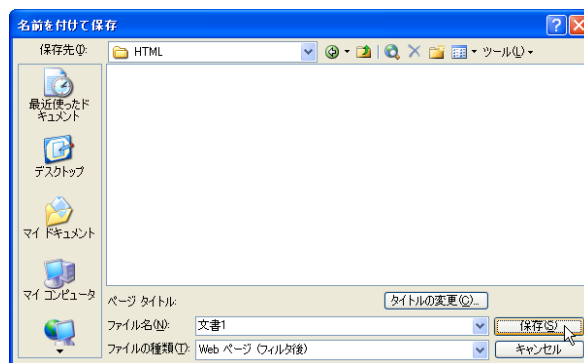 名前を付けて保存
保存先(I): HTML ツール(L)
最近使ったド
キュメント
デスクトップ
マイ ドキュメント
マイ コンピュータ
ページ タイトル: タイトルの変更(C)...
ファイル名(N): 文書1 保存(S)
ファイルの種類(T): Web ページ (フィルタ後) キャンセル